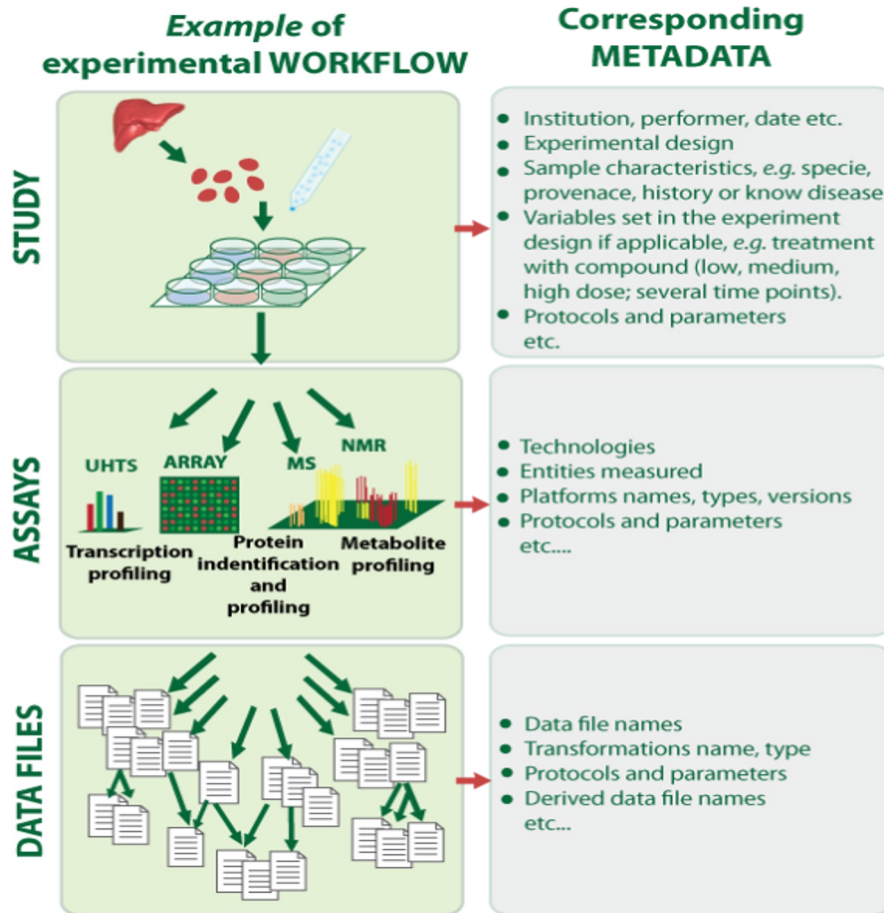 Example of
experimental WORKFLOW
Corresponding
METADATA
STUDY
• Institution, performer, date etc.
• Experimental design
• Sample characteristics, e.g. specie,
provenace, history or know disease
• Variables set in the experiment
design if applicable, e.g. treatment
with compound (low, medium,
high dose; several time points).
• Protocols and parameters
etc.
ASSAYS
UHTS
ARRAY
MS
NMR
Transcription
profiling
Protein
indentification
and
profiling
Metabolite
profiling
• Technologies
• Entities measured
• Platforms names, types, versions
• Protocols and parameters
etc....
DATA FILES
• Data file names
• Transformations name, type
• Protocols and parameters
• Derived data file names
etc...